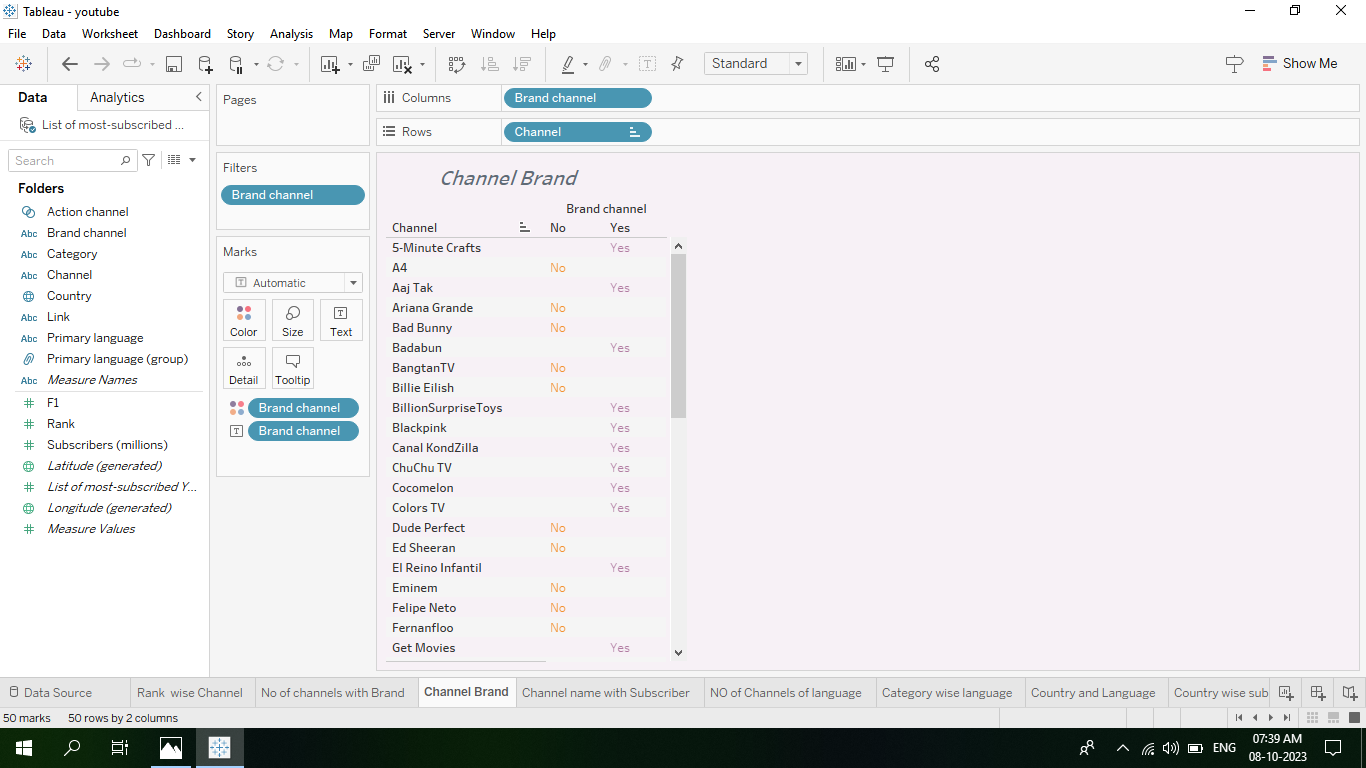 Tableau - youtube
File Data Worksheet Dashboard Story Analysis Map Format Server Window Help
Standard
Show Me
Data Analytics
List of most-subscribed ...
Search
Folders
Action channel
Abc Brand channel
Abc Category
Abc Channel
Country
Abc Link
Abc Primary language
Primary language (group)
Abc Measure Names
F1
Rank
Subscribers (millions)
Latitude (generated)
List of most-subscribed Y...
Longitude (generated)
Measure Values
Pages
Filters
Brand channel
Marks
Automatic
Color Size Text
Detail Tooltip
Brand channel
Brand channel
Columns Brand channel
Rows Channel
Channel Brand
Brand channel
Channel No Yes
5-Minute Crafts Yes
A4 No
Aaj Tak Yes
Ariana Grande No
Bad Bunny No
Badabun Yes
BangtanTV No
Billie Eilish No
BillionSurpriseToys Yes
Blackpink Yes
Canal KondZilla Yes
ChuChu TV Yes
Cocomelon Yes
Colors TV Yes
Dude Perfect No
Ed Sheeran No
El Reino Infantil Yes
Eminem No
Felipe Neto No
Fernanfloo No
Get Movies Yes
Data Source Rank wise Channel No of channels with Brand Channel Brand Channel name with Subscriber NO of Channels of language Category wise language Country and Language Country wise sub
50 marks 50 rows by 2 columns
ENG 07:39 AM
08-10-2023